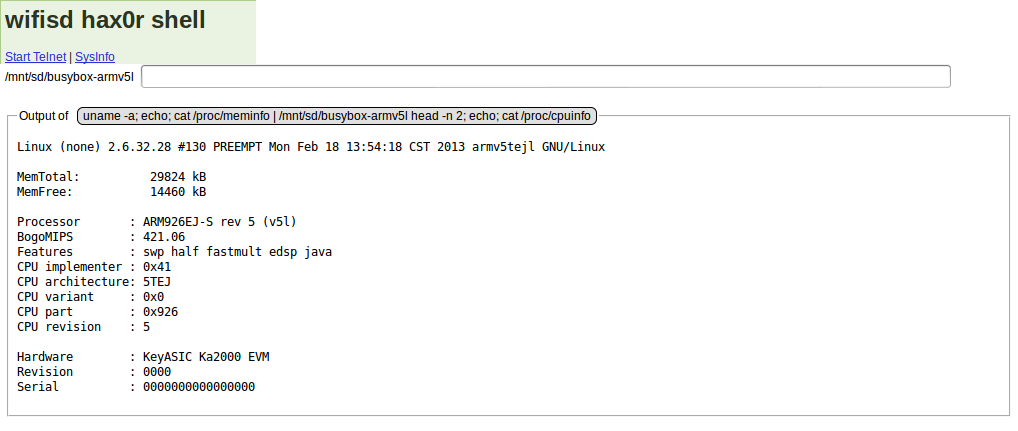 wifisd hax0r shell
Start Telnet | SysInfo
/mnt/sd/busybox-armv5l
Output of uname -a; echo; cat /proc/meminfo | /mnt/sd/busybox-armv5l head -n 2; echo; cat /proc/cpuinfo
Linux (none) 2.6.32.28 #130 PREEMPT Mon Feb 18 13:54:18 CST 2013 armv5tejl GNU/Linux
MemTotal:          29824 kB
MemFree:           14460 kB
Processor       : ARM926EJ-S rev 5 (v5l)
BogoMIPS        : 421.06
Features        : swp half fastmult edsp java
CPU implementer : 0x41
CPU architecture: 5TEJ
CPU variant     : 0x0
CPU part        : 0x926
CPU revision    : 5
Hardware        : KeyASIC Ka2000 EVM
Revision        : 0000
Serial          : 0000000000000000